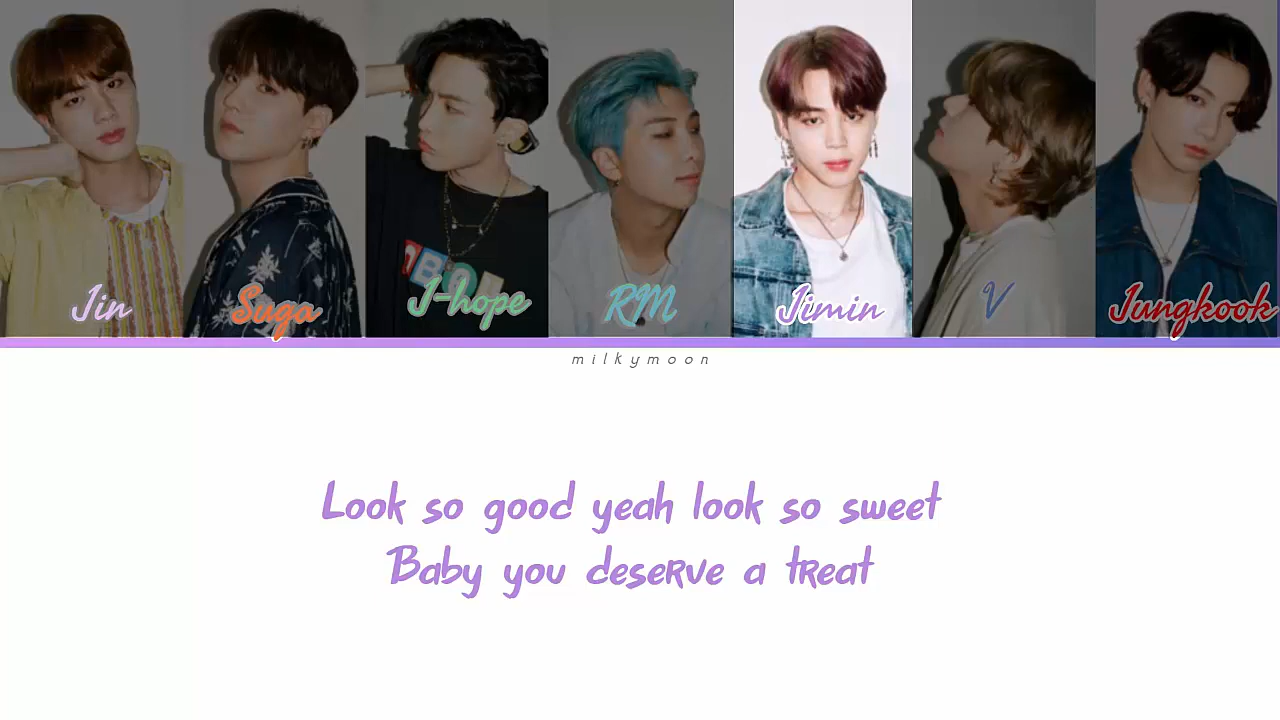 Jin Suga J-hope RM Jimin V Jungkook
milkymoon
Look so good yeah look so sweet
Baby you deserve a treat